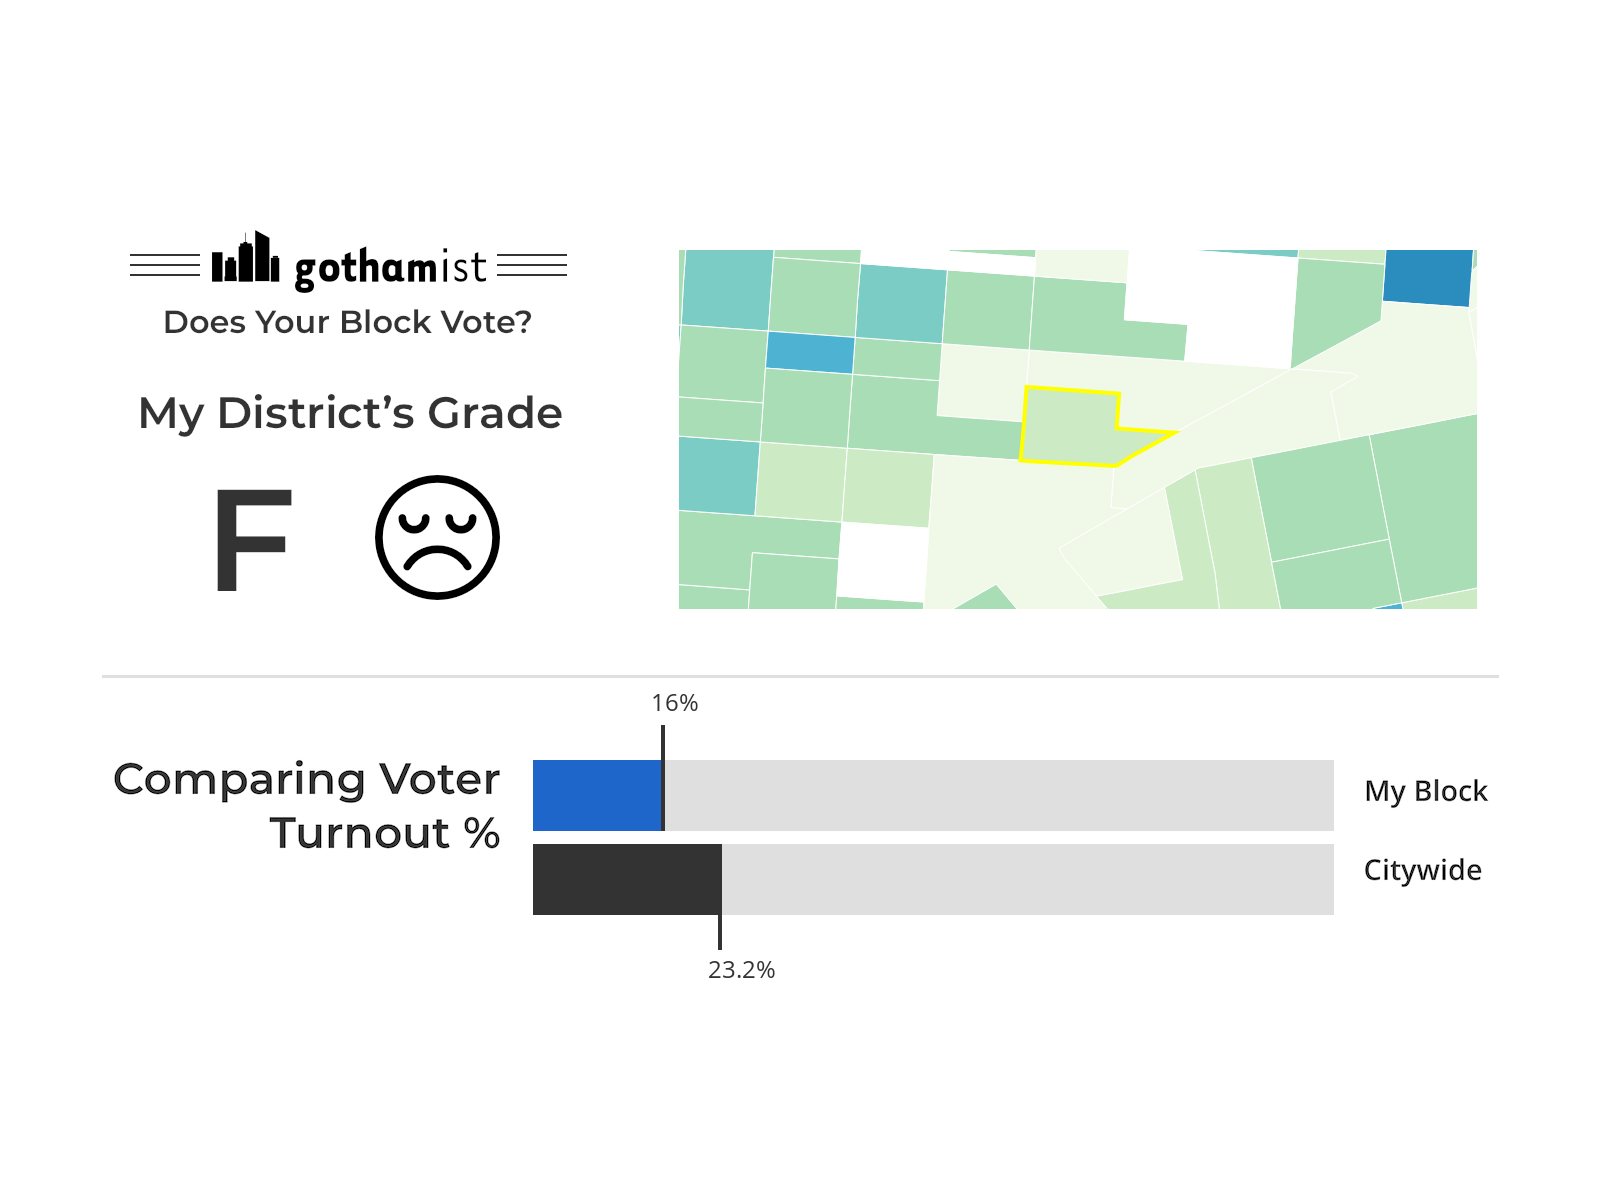 gothamist
Does Your Block Vote?
My District’s Grade
F
16%
Comparing Voter
Turnout %
My Block
Citywide
23.2%